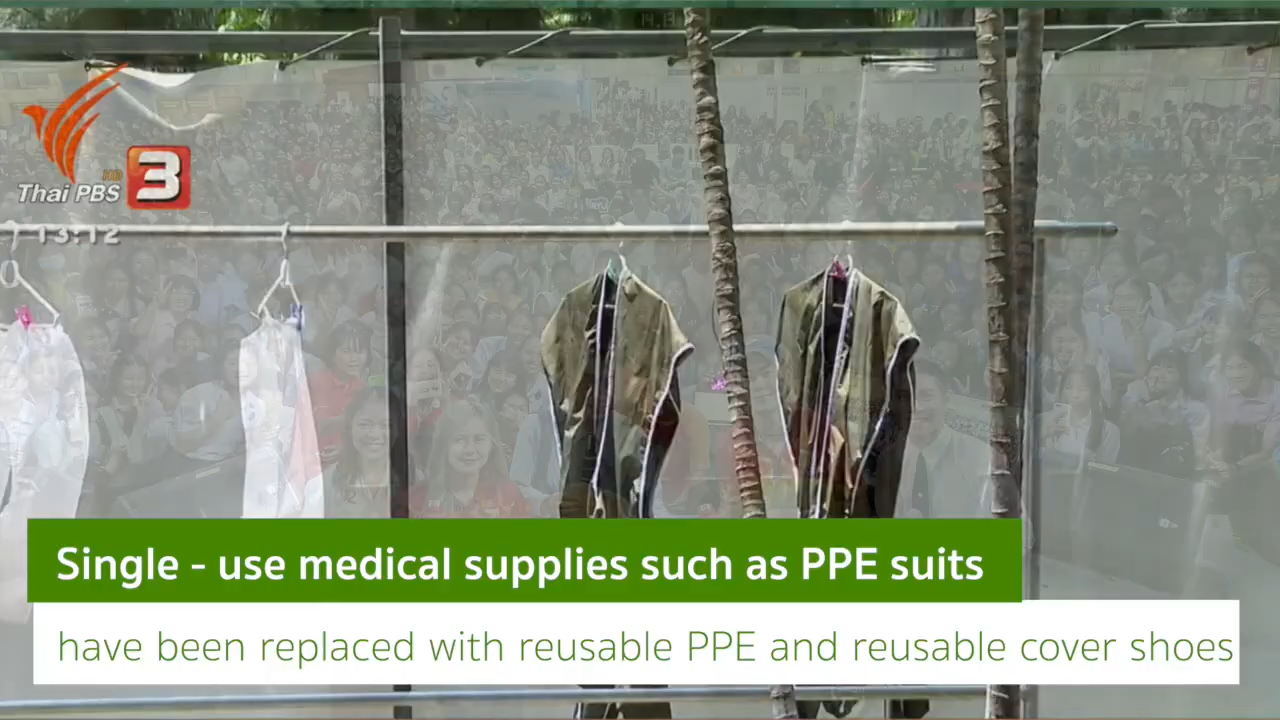 Thai PBS
HD
3
13:12
Single - use medical supplies such as PPE suits
have been replaced with reusable PPE and reusable cover shoes